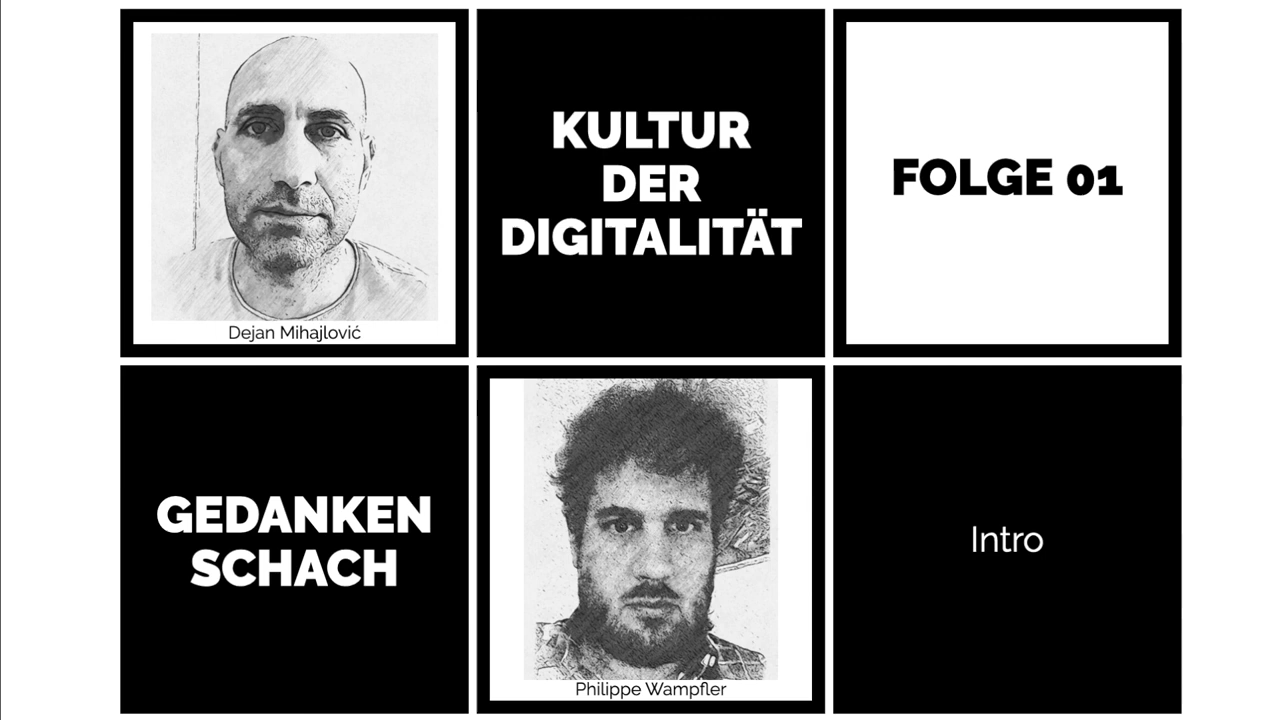 Dejan Mihajlović
KULTUR
DER
DIGITALITÄT
FOLGE 01
GEDANKEN
SCHACH
Philippe Wampfler
Intro